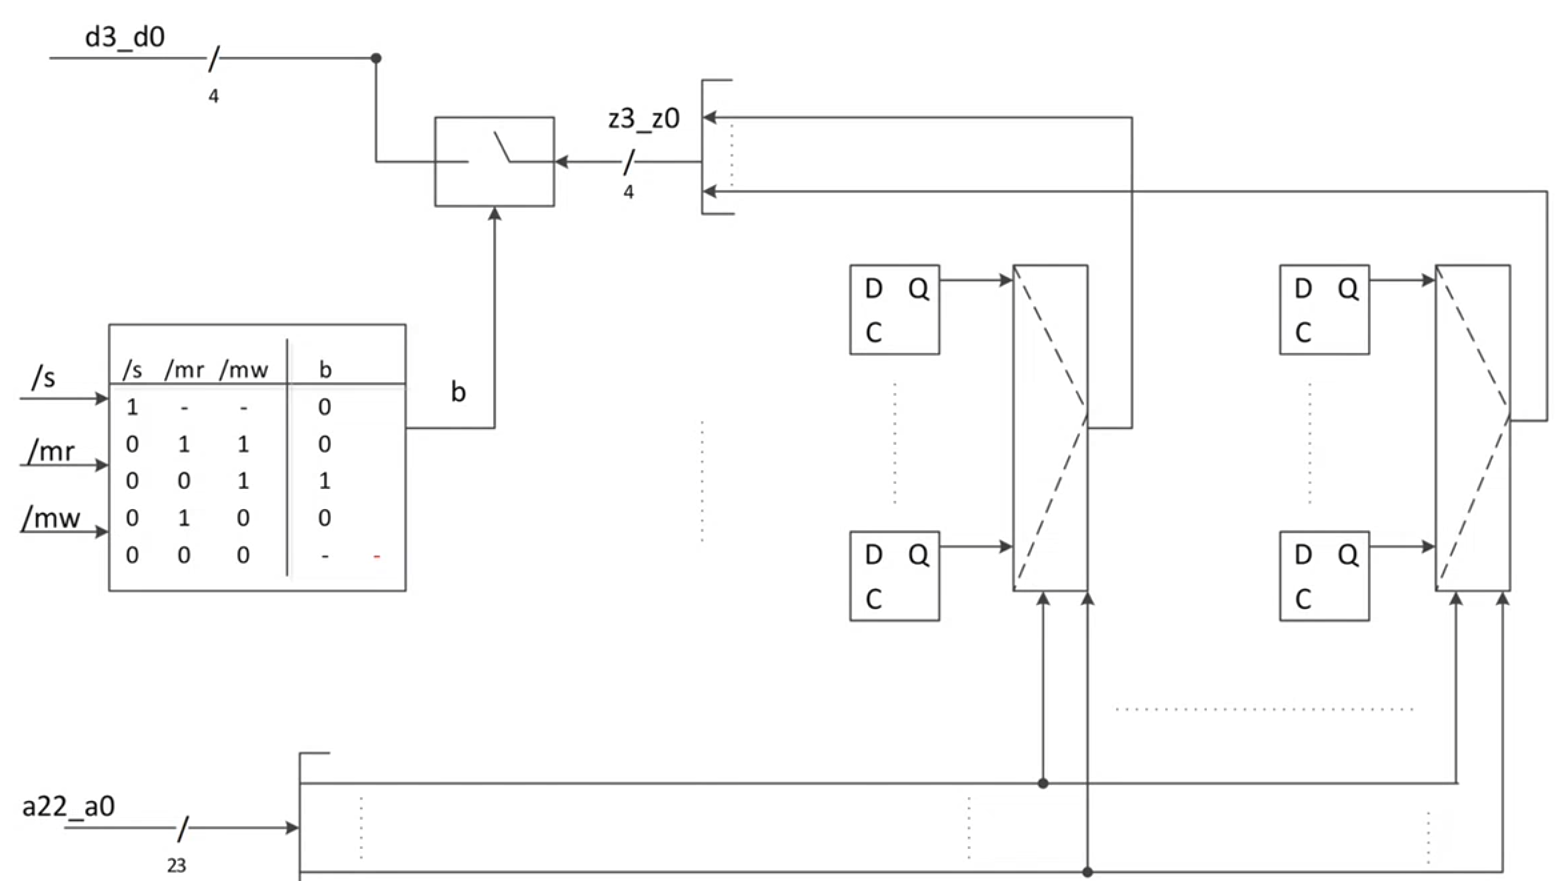 d3_d0
4
z3_z0
4
D Q
C
D Q
C
/s /mr /mw b
1 - - 0
0 1 1 0
0 0 1 1
0 1 0 0
0 0 0 - -
/s
/mr
/mw
b
D Q
C
D Q
C
a22_a0
23